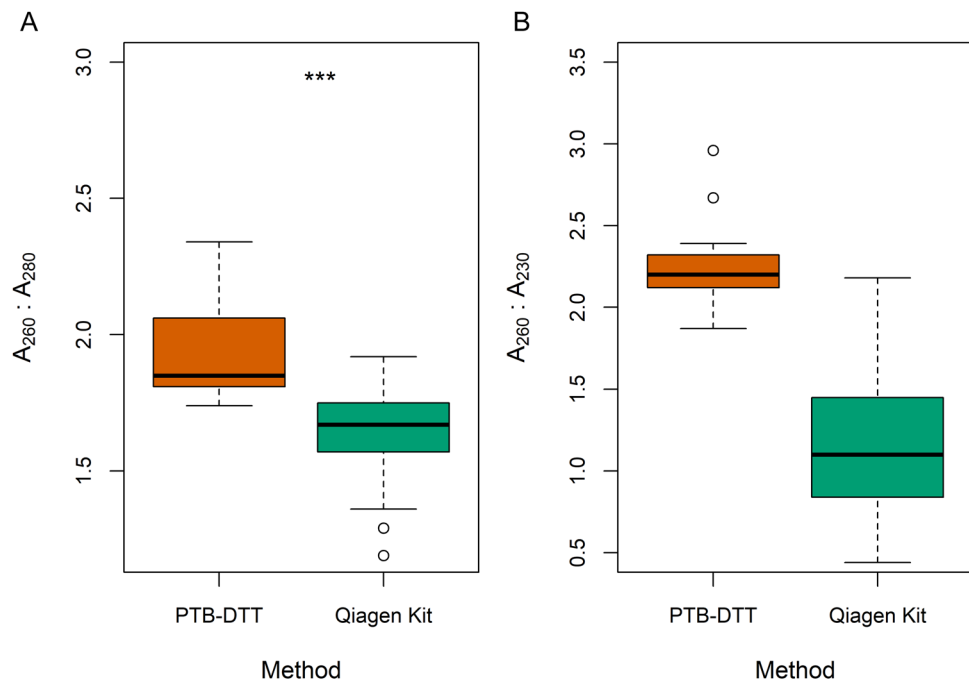 A
3.0
2.5
2.0
1.5
A260 : A280
***
PTB-DTT Qiagen Kit
Method
B
3.5
3.0
2.5
2.0
1.5
1.0
0.5
A260 : A230
PTB-DTT Qiagen Kit
Method